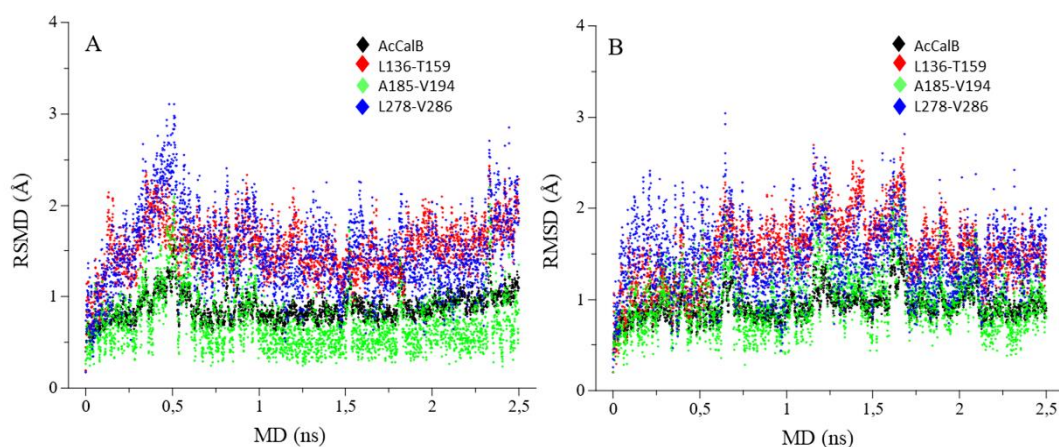 A
AcCalB
L136-T159
A185-V194
L278-V286
RSMD (Å)
4
3
2
1
0
0
0,5
1
1,5
2
2,5
MD (ns)
B
AcCalB
L136-T159
A185-V194
L278-V286
RMSD (Å)
4
3
2
1
0
0
0,5
1
1,5
2
2,5
MD (ns)